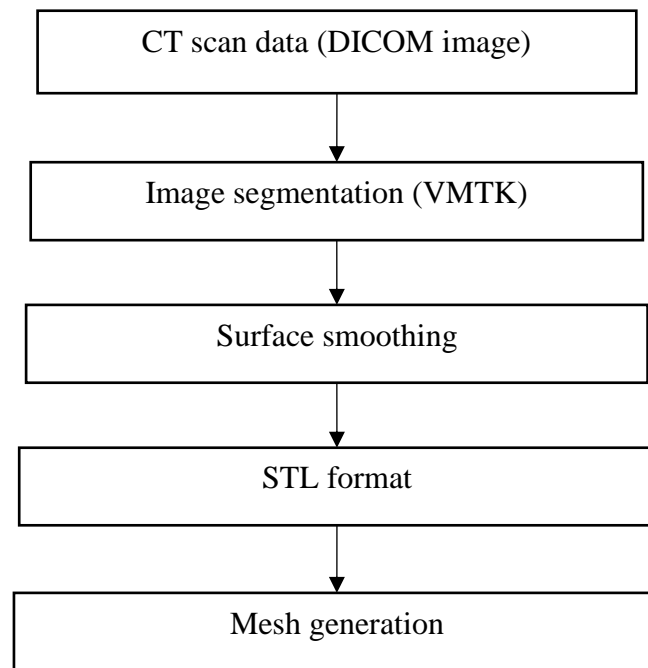 CT scan data (DICOM image)
Image segmentation (VMTK)
Surface smoothing
STL format
Mesh generation